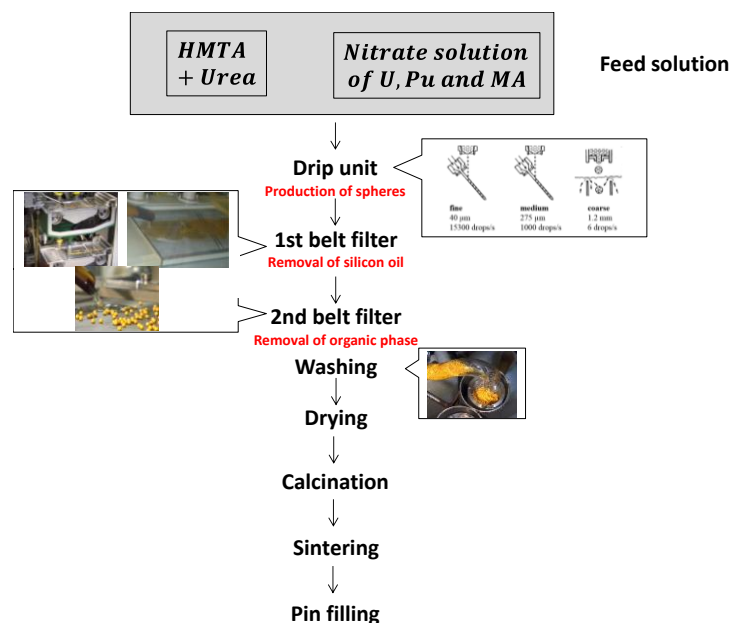 HMTA
+ Urea
Nitrate solution
of U, Pu and MA
Feed solution
Drip unit
Production of spheres
fine
40 μm
15300 drops/s
medium
275 μm
1000 drops/s
coarse
1.2 mm
6 drops/s
1st belt filter
Removal of silicon oil
2nd belt filter
Removal of organic phase
Washing
Drying
Calcination
Sintering
Pin filling